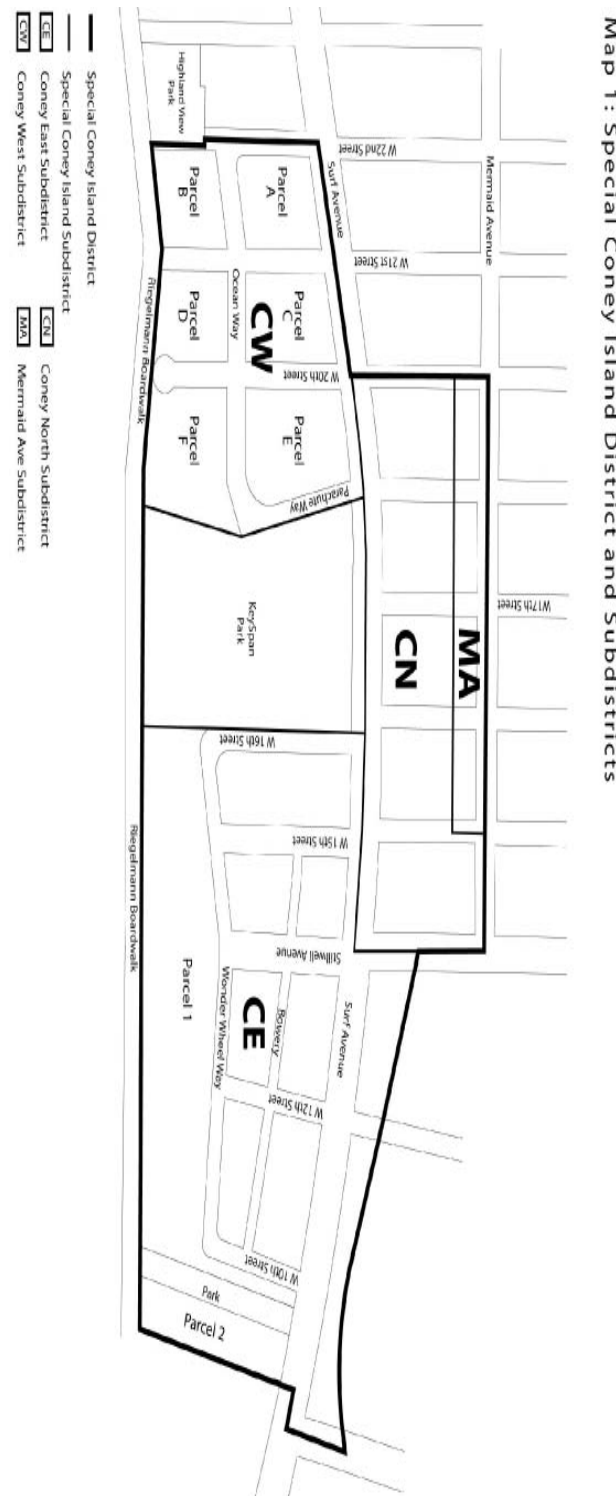 Map 1: Special Coney Island District and Subdistricts
Mermaid Avenue
W 22nd Street
W 21st Street
W 17th Street
MA
CN
Surf Avenue
Highland View
Park
Parcel
A
Parcel
B
Parcel
C
Parcel
D
Ocean Way
CW
W 20th Street
Parcel
E
Parcel
F
Parachute Way
KeySpan
Park
W 16th Street
W 15th Street
Stillwell Avenue
Surf Avenue
Bowery
CE
Wonder Wheel Way
W 12th Street
Parcel 1
W 10th Street
Park
Parcel 2
Riegelmann Boardwalk
Riegelmann Boardwalk
Special Coney Island District
Special Coney Island Subdistrict
CE Coney East Subdistrict
CW Coney West Subdistrict
CN Coney North Subdistrict
MA Mermaid Ave Subdistrict